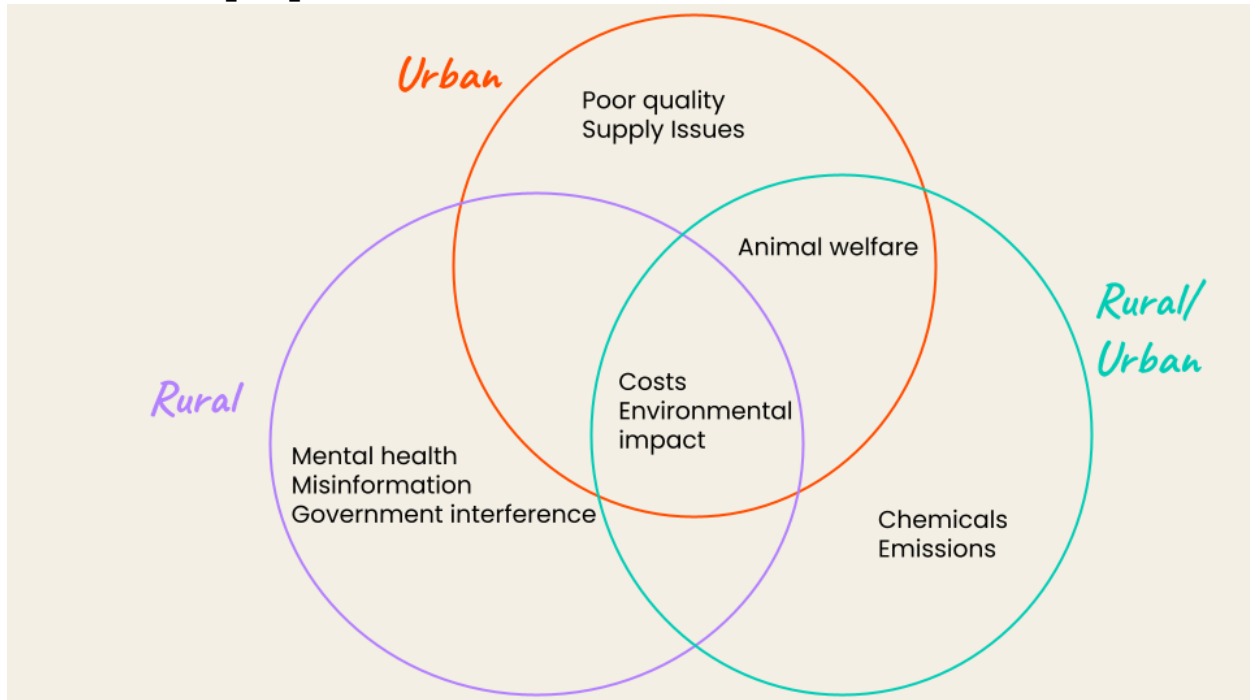 Urban
Poor quality
Supply Issues
Animal welfare
Rural/
Urban
Rural
Costs
Environmental
impact
Mental health
Misinformation
Government interference
Chemicals
Emissions